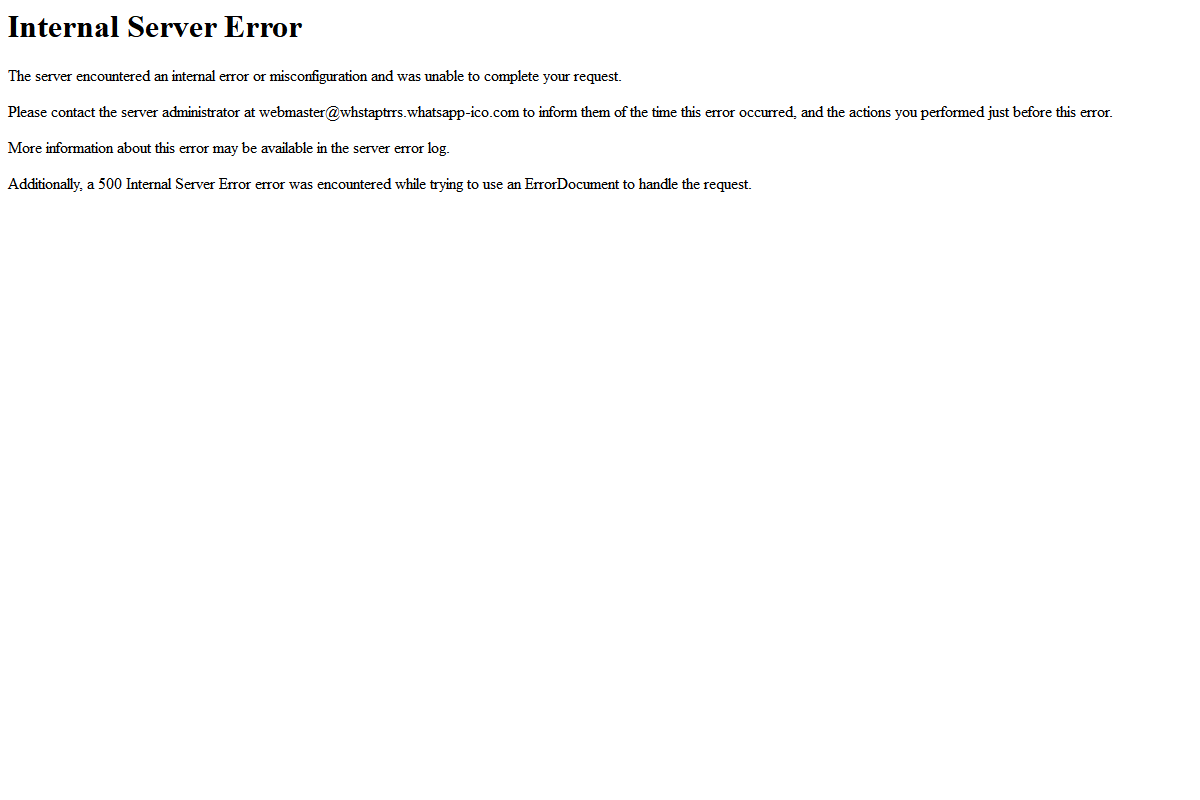 Internal Server Error
The server encountered an internal error or misconfiguration and was unable to complete your request.
Please contact the server administrator at webmaster@whstaptrrs.whatsapp-ico.com to inform them of the time this error occurred, and the actions you performed just before this error.
More information about this error may be available in the server error log.
Additionally, a 500 Internal Server Error error was encountered while trying to use an ErrorDocument to handle the request.